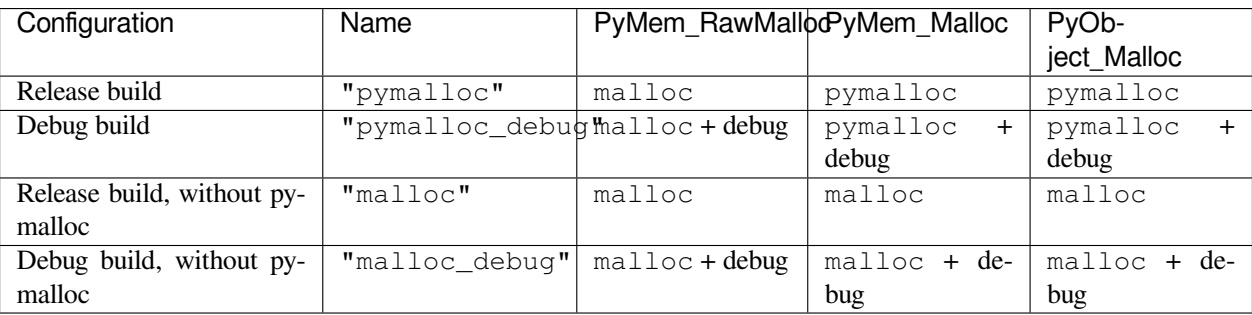 Configuration Name PyMem_RawMalloc PyMem_Malloc PyOb-
ject_Malloc
Release build "pymalloc" malloc pymalloc pymalloc
Debug build "pymalloc_debug" malloc + debug pymalloc + pymalloc +
debug debug
Release build, without py- "malloc" malloc malloc malloc
malloc
Debug build, without py- "malloc_debug" malloc + debug malloc + de- malloc + de-
malloc bug bug